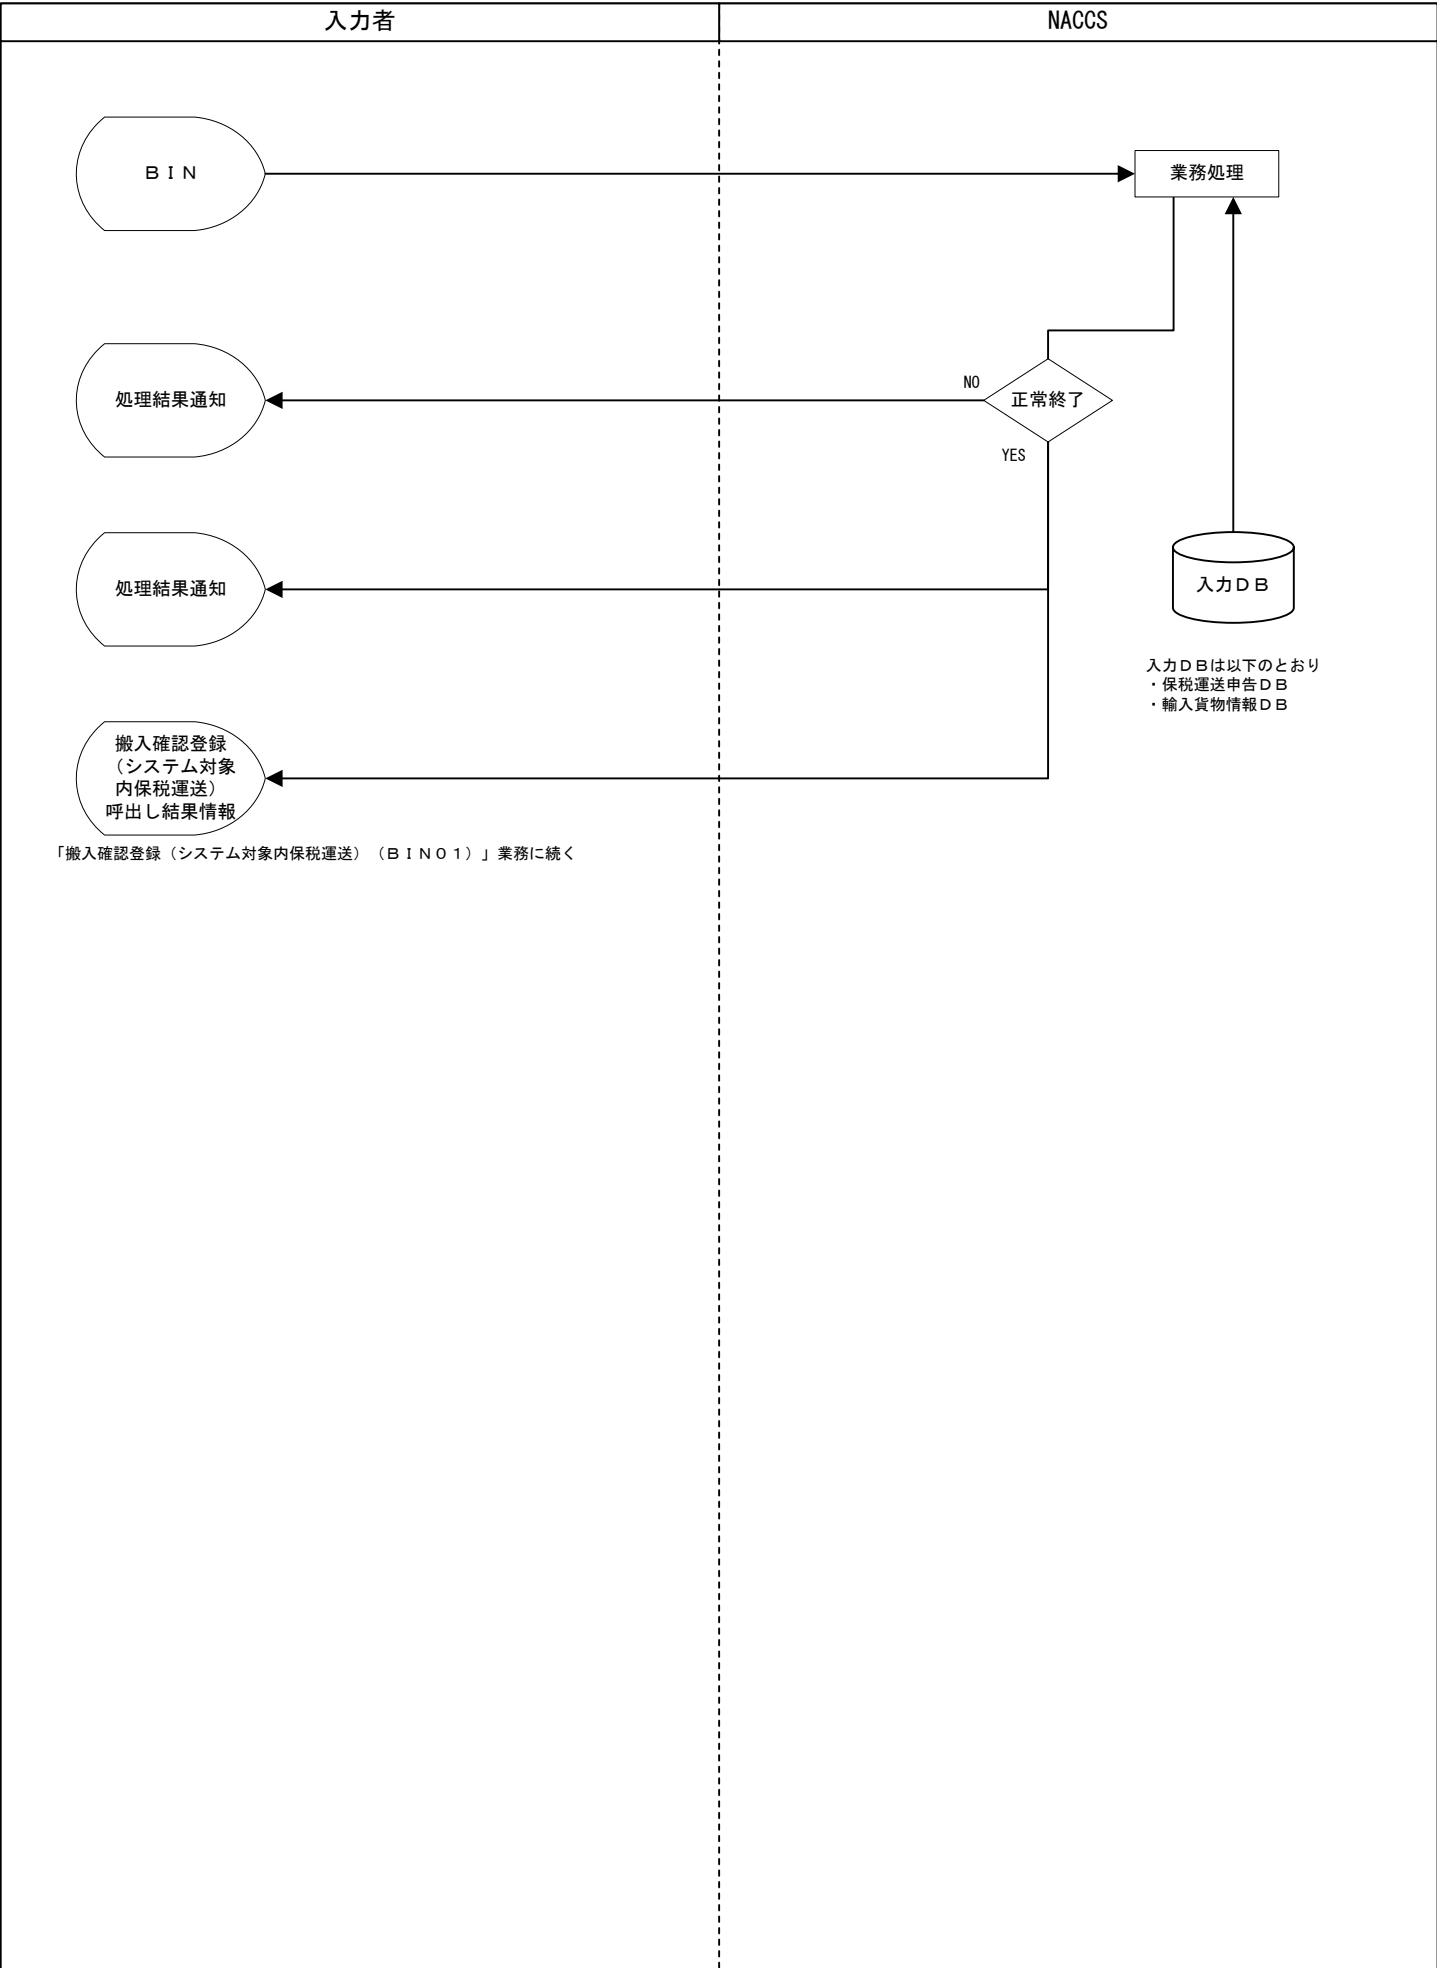 入力者
NACCS
ＢＩＮ
業務処理
処理結果通知
NO
正常終了
YES
処理結果通知
入力ＤＢ
入力ＤＢは以下のとおり
・保税運送申告ＤＢ
・輸入貨物情報ＤＢ
搬入確認登録
（システム対象
内保税運送）
呼出し結果情報
「搬入確認登録（システム対象内保税運送）（ＢＩＮ０１）」業務に続く